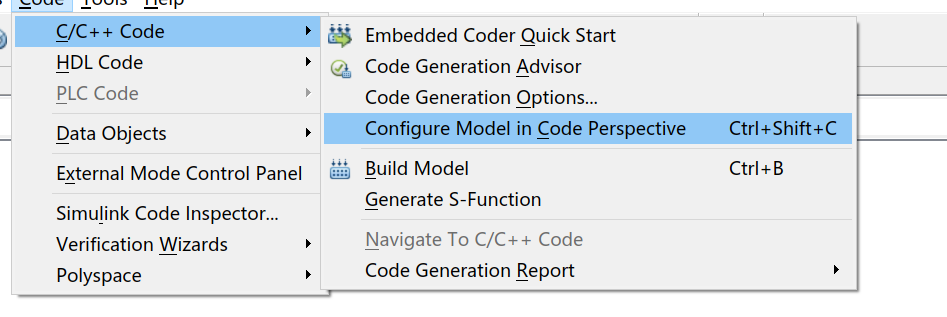 Code Tools Help
C/C++ Code
HDL Code
PLC Code
Data Objects
External Mode Control Panel
Simulink Code Inspector...
Verification Wizards
Polyspace
Embedded Coder Quick Start
Code Generation Advisor
Code Generation Options...
Configure Model in Code Perspective Ctrl+Shift+C
Build Model Ctrl+B
Generate S-Function
Navigate To C/C++ Code
Code Generation Report